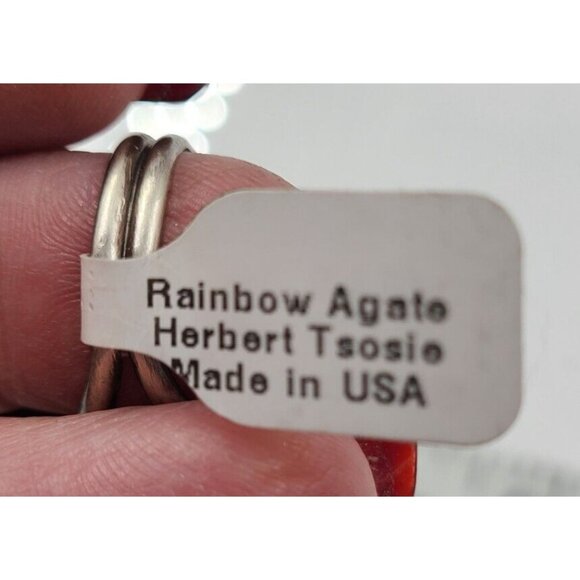 Rainbow Agate
Herbert Tsosie
Made in USA